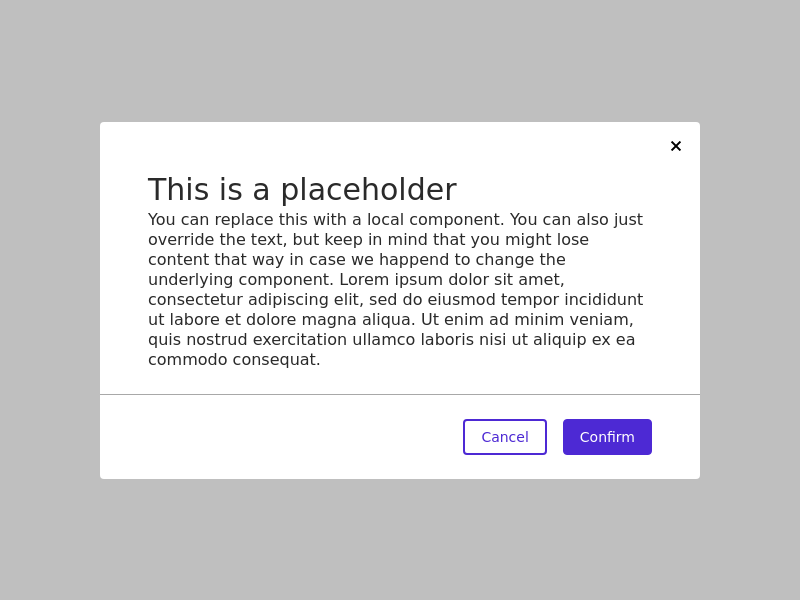 This is a placeholder
You can replace this with a local component. You can also just
override the text, but keep in mind that you might lose
content that way in case we happend to change the
underlying component. Lorem ipsum dolor sit amet,
consectetur adipiscing elit, sed do eiusmod tempor incididunt
ut labore et dolore magna aliqua. Ut enim ad minim veniam,
quis nostrud exercitation ullamco laboris nisi ut aliquip ex ea
commodo consequat.
Cancel
Confirm